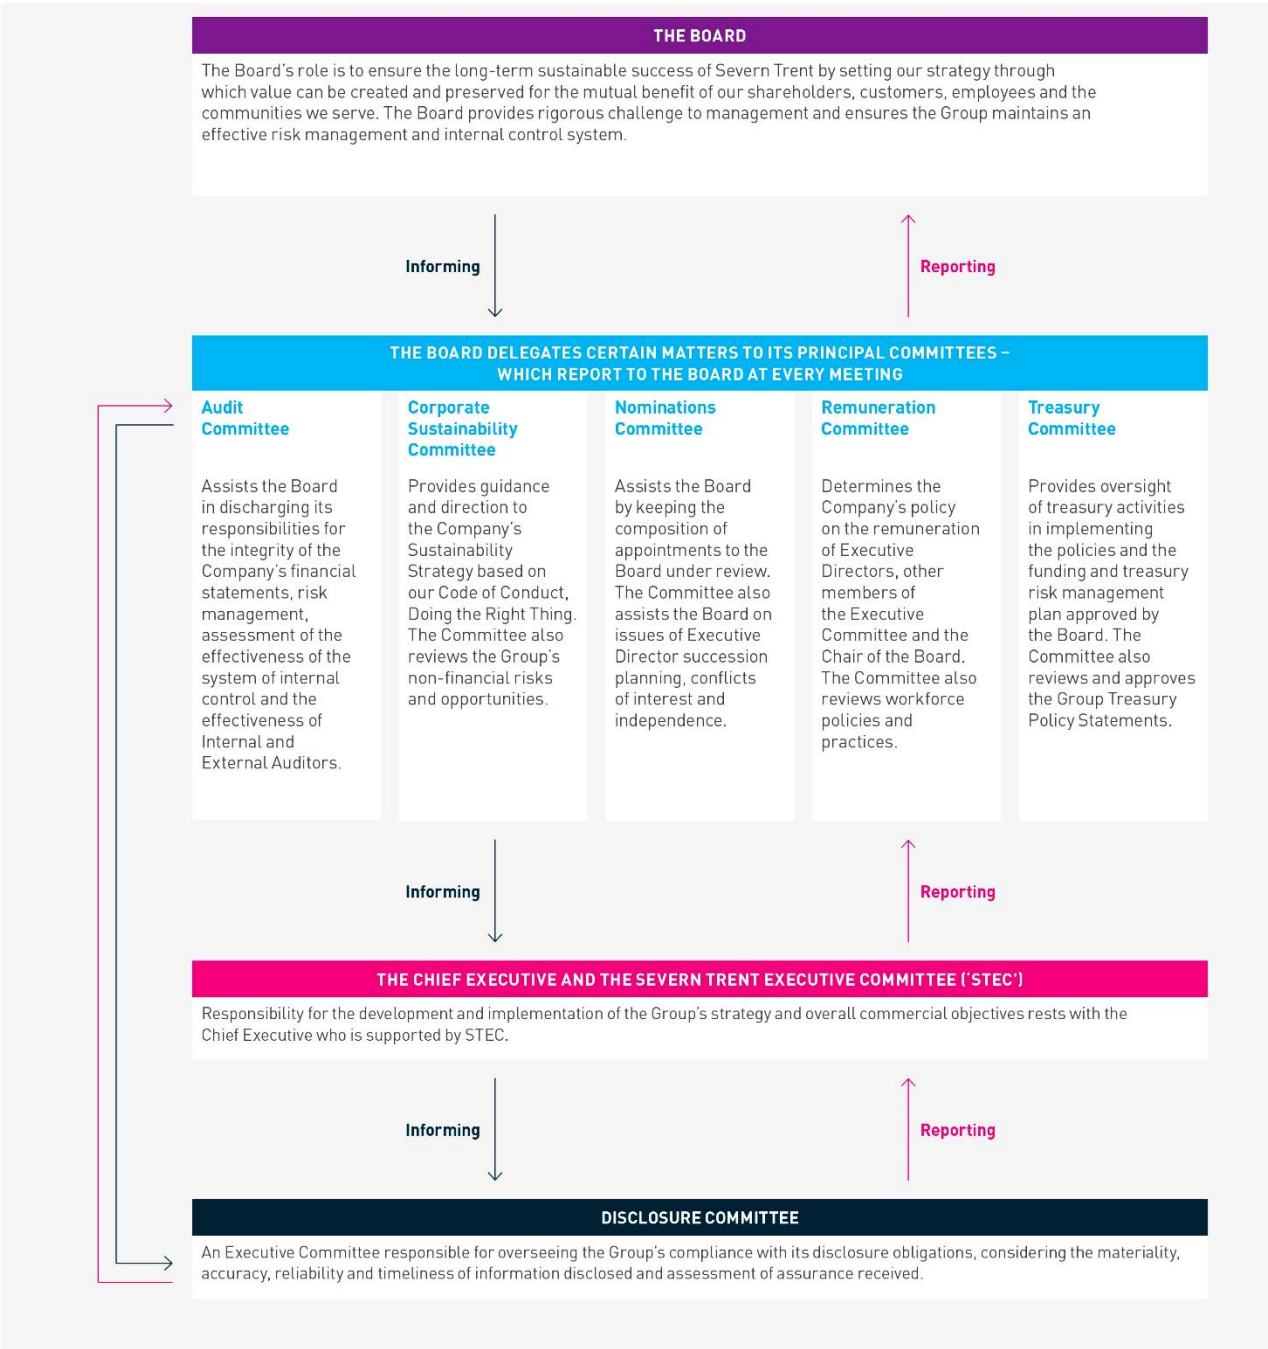 THE BOARD
The Board's role is to ensure the long-term sustainable success of Severn Trent by setting our strategy through
which value can be created and preserved for the mutual benefit of our shareholders, customers, employees and the
communities we serve. The Board provides rigorous challenge to management and ensures the Group maintains an
effective risk management and internal control system.
Informing
Reporting
THE BOARD DELEGATES CERTAIN MATTERS TO ITS PRINCIPAL COMMITTEES –
WHICH REPORT TO THE BOARD AT EVERY MEETING
Audit
Committee
Assists the Board
in discharging its
responsibilities for
the integrity of the
Company's financial
statements, risk
management,
assessment of the
effectiveness of the
system of internal
control and the
effectiveness of
Internal and
External Auditors.
Corporate
Sustainability
Committee
Provides guidance
and direction to
the Company's
Sustainability
Strategy based on
our Code of Conduct,
Doing the Right Thing.
The Committee also
reviews the Group's
non-financial risks
and opportunities.
Nominations
Committee
Assists the Board
by keeping the
composition of
appointments to the
Board under review.
The Committee also
assists the Board on
issues of Executive
Director succession
planning, conflicts
of interest and
independence.
Remuneration
Committee
Determines the
Company's policy
on the remuneration
of Executive
Directors, other
members of
the Executive
Committee and the
Chair of the Board.
The Committee also
reviews workforce
policies and
practices.
Treasury
Committee
Provides oversight
of treasury activities
in implementing
the policies and the
funding and treasury
risk management
plan approved by
the Board. The
Committee also
reviews and approves
the Group Treasury
Policy Statements.
Informing
Reporting
THE CHIEF EXECUTIVE AND THE SEVERN TRENT EXECUTIVE COMMITTEE ('STEC')
Responsibility for the development and implementation of the Group's strategy and overall commercial objectives rests with the
Chief Executive who is supported by STEC.
Informing
Reporting
DISCLOSURE COMMITTEE
An Executive Committee responsible for overseeing the Group's compliance with its disclosure obligations, considering the materiality,
accuracy, reliability and timeliness of information disclosed and assessment of assurance received.